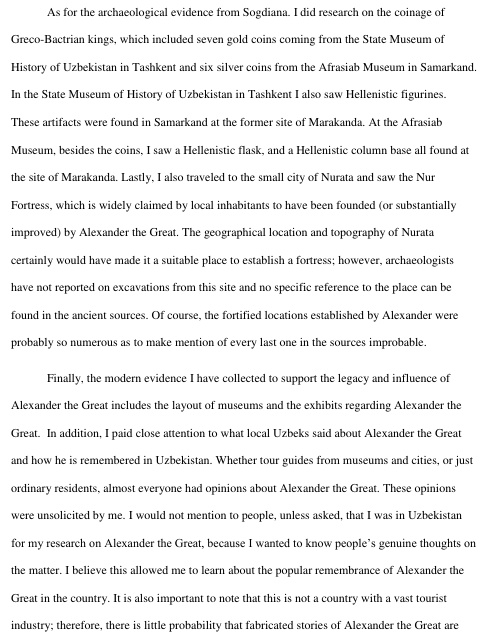 As for the archaeological evidence from Sogdiana. I did research on the coinage of
Greco-Bactrian kings, which included seven gold coins coming from the State Museum of
History of Uzbekistan in Tashkent and six silver coins from the Afrasiab Museum in Samarkand.
In the State Museum of History of Uzbekistan in Tashkent I also saw Hellenistic figurines.
These artifacts were found in Samarkand at the former site of Marakanda. At the Afrasiab
Museum, besides the coins, I saw a Hellenistic flask, and a Hellenistic column base all found at
the site of Marakanda. Lastly, I also traveled to the small city of Nurata and saw the Nur
Fortress, which is widely claimed by local inhabitants to have been founded (or substantially
improved) by Alexander the Great. The geographical location and topography of Nurata
certainly would have made it a suitable place to establish a fortress; however, archaeologists
have not reported on excavations from this site and no specific reference to the place can be
found in the ancient sources. Of course, the fortified locations established by Alexander were
probably so numerous as to make mention of every last one in the sources improbable.
Finally, the modern evidence I have collected to support the legacy and influence of
Alexander the Great includes the layout of museums and the exhibits regarding Alexander the
Great.  In addition, I paid close attention to what local Uzbeks said about Alexander the Great
and how he is remembered in Uzbekistan. Whether tour guides from museums and cities, or just
ordinary residents, almost everyone had opinions about Alexander the Great. These opinions
were unsolicited by me. I would not mention to people, unless asked, that I was in Uzbekistan
for my research on Alexander the Great, because I wanted to know people’s genuine thoughts on
the matter. I believe this allowed me to learn about the popular remembrance of Alexander the
Great in the country. It is also important to note that this is not a country with a vast tourist
industry; therefore, there is little probability that fabricated stories of Alexander the Great are